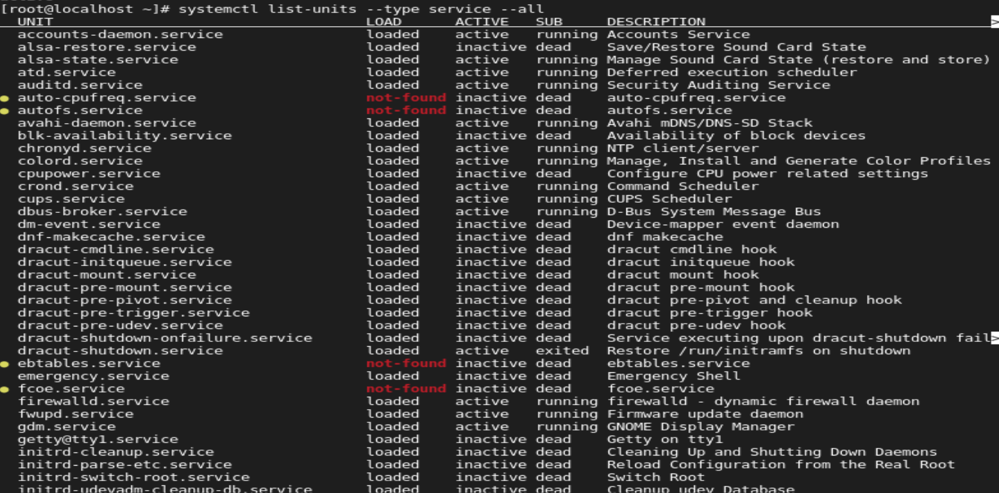 [root@localhost ~]# systemctl list-units --type service --all
UNIT LOAD ACTIVE SUB DESCRIPTION >
accounts-daemon.service loaded active running Accounts Service
alsa-restore.service loaded inactive dead Save/Restore Sound Card State
alsa-state.service loaded active running Manage Sound Card State (restore and store)
atd.service loaded active running Deferred execution scheduler
auditd.service loaded active running Security Auditing Service
● auto-cpufreq.service not-found inactive dead auto-cpufreq.service
● autofs.service not-found inactive dead autofs.service
avahi-daemon.service loaded active running Avahi mDNS/DNS-SD Stack
blk-availability.service loaded inactive dead Availability of block devices
chronyd.service loaded active running NTP client/server
colord.service loaded active running Manage, Install and Generate Color Profiles
cpupower.service loaded inactive dead Configure CPU power related settings
crond.service loaded active running Command Scheduler
cups.service loaded active running CUPS Scheduler
dbus-broker.service loaded active running D-Bus System Message Bus
dm-event.service loaded inactive dead Device-mapper event daemon
dnf-makecache.service loaded inactive dead dnf makecache
dracut-cmdline.service loaded inactive dead dracut cmdline hook
dracut-initqueue.service loaded inactive dead dracut initqueue hook
dracut-mount.service loaded inactive dead dracut mount hook
dracut-pre-mount.service loaded inactive dead dracut pre-mount hook
dracut-pre-pivot.service loaded inactive dead dracut pre-pivot and cleanup hook
dracut-pre-trigger.service loaded inactive dead dracut pre-trigger hook
dracut-pre-udev.service loaded inactive dead dracut pre-udev hook
dracut-shutdown-onfailure.service loaded inactive dead Service executing upon dracut-shutdown fail>
dracut-shutdown.service loaded active exited Restore /run/initramfs on shutdown
● ebtables.service not-found inactive dead ebtables.service
emergency.service loaded inactive dead Emergency Shell
● fcoe.service not-found inactive dead fcoe.service
firewalld.service loaded active running firewalld - dynamic firewall daemon
fwupd.service loaded active running Firmware update daemon
gdm.service loaded active running GNOME Display Manager
getty@tty1.service loaded inactive dead Getty on tty1
initrd-cleanup.service loaded inactive dead Cleaning Up and Shutting Down Daemons
initrd-parse-etc.service loaded inactive dead Reload Configuration from the Real Root
initrd-switch-root.service loaded inactive dead Switch Root
initrd-udevadm-cleanup-db.service loaded inactive dead Cleanup udev Database